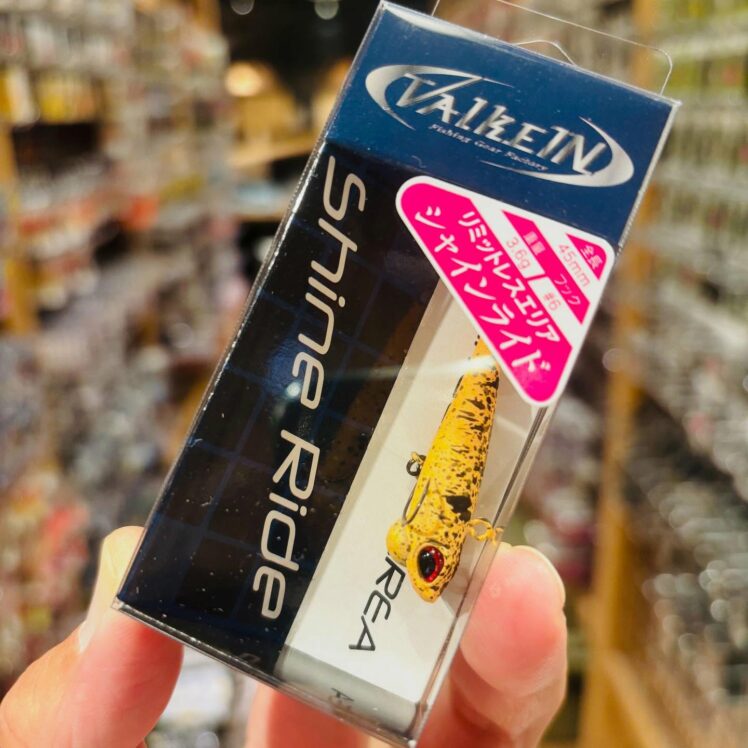 VALKEIN
Fishing Gear Factory
全長
45mm
重量
3.6g
フック
#6
リミットレスエリア
シャインライド
Shine Ride
REA